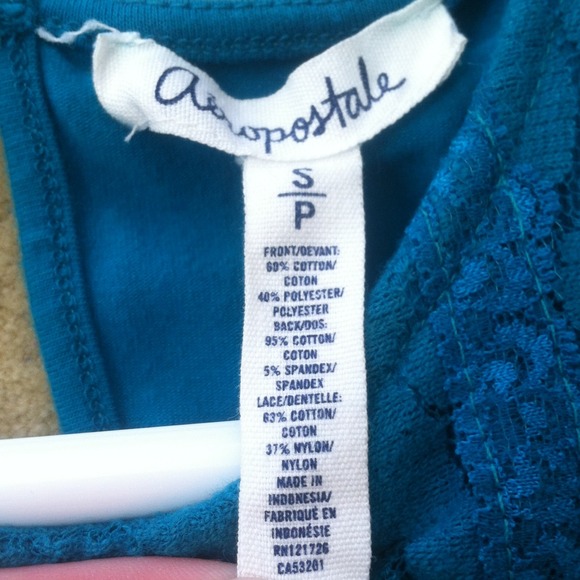 aeropostale
S
P
FRONT/DEVANT:
60% COTTON/
COTON
40% POLYESTER/
POLYESTER
BACK/DOS:
95% COTTON/
COTON
5% SPANDEX/
SPANDEX
LACE/DENTELLE:
63% COTTON/
COTON
37% NYLON/
NYLON
MADE IN
INDONESIA/
FABRIQUÉ EN
INDONÉSIE
RN121726
CA53201